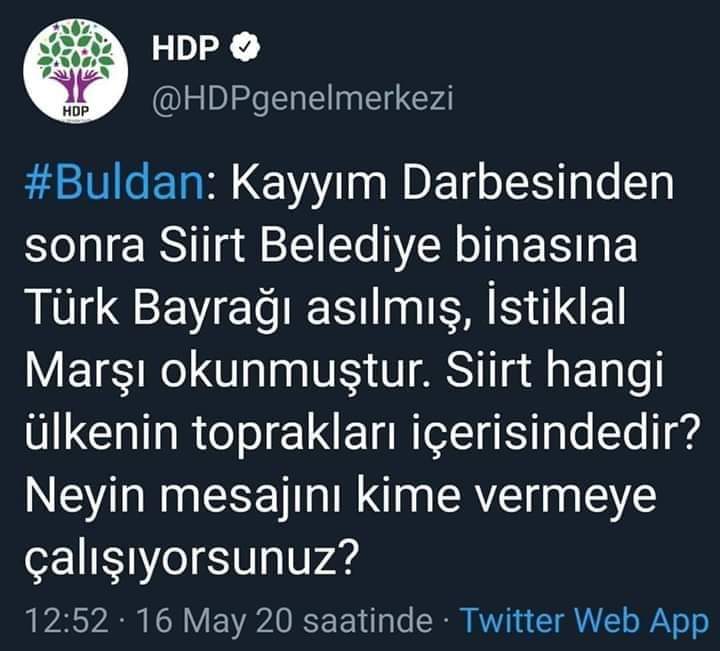 HDP
HDP
@HDPgenelmerkezi
#Buldan: Kayyım Darbesinden
sonra Siirt Belediye binasına
Türk Bayrağı asılmış, İstiklal
Marşı okunmuştur. Siirt hangi
ülkenin toprakları içerisindedir?
Neyin mesajını kime vermeye
çalışıyorsunuz?
12:52 · 16 May 20 saatinde · Twitter Web App